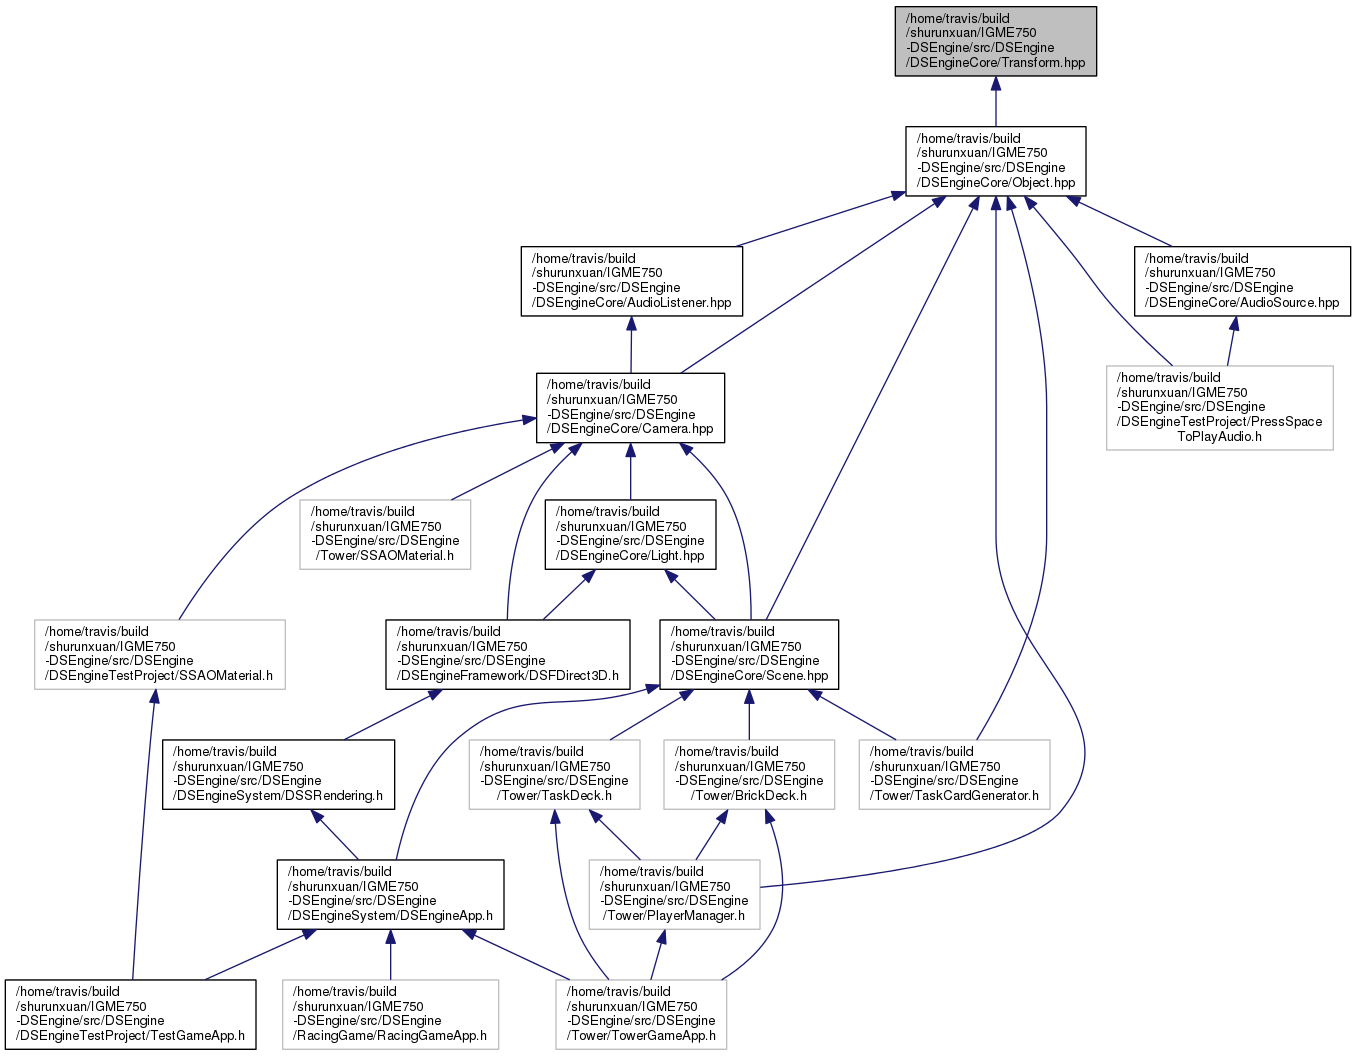 /home/travis/build
/shurunxuan/IGME750
-DSEngine/src/DSEngine
/DSEngineCore/Transform.hpp
/home/travis/build
/shurunxuan/IGME750
-DSEngine/src/DSEngine
/DSEngineCore/Object.hpp
/home/travis/build
/shurunxuan/IGME750
-DSEngine/src/DSEngine
/DSEngineCore/AudioListener.hpp
/home/travis/build
/shurunxuan/IGME750
-DSEngine/src/DSEngine
/DSEngineCore/AudioSource.hpp
/home/travis/build
/shurunxuan/IGME750
-DSEngine/src/DSEngine
/DSEngineCore/Camera.hpp
/home/travis/build
/shurunxuan/IGME750
-DSEngine/src/DSEngine
/DSEngineTestProject/PressSpace
ToPlayAudio.h
/home/travis/build
/shurunxuan/IGME750
-DSEngine/src/DSEngine
/Tower/SSAOMaterial.h
/home/travis/build
/shurunxuan/IGME750
-DSEngine/src/DSEngine
/DSEngineCore/Light.hpp
/home/travis/build
/shurunxuan/IGME750
-DSEngine/src/DSEngine
/DSEngineTestProject/SSAOMaterial.h
/home/travis/build
/shurunxuan/IGME750
-DSEngine/src/DSEngine
/DSEngineFramework/DSFDirect3D.h
/home/travis/build
/shurunxuan/IGME750
-DSEngine/src/DSEngine
/DSEngineCore/Scene.hpp
/home/travis/build
/shurunxuan/IGME750
-DSEngine/src/DSEngine
/DSEngineSystem/DSSRendering.h
/home/travis/build
/shurunxuan/IGME750
-DSEngine/src/DSEngine
/Tower/TaskDeck.h
/home/travis/build
/shurunxuan/IGME750
-DSEngine/src/DSEngine
/Tower/BrickDeck.h
/home/travis/build
/shurunxuan/IGME750
-DSEngine/src/DSEngine
/Tower/TaskCardGenerator.h
/home/travis/build
/shurunxuan/IGME750
-DSEngine/src/DSEngine
/DSEngineSystem/DSEngineApp.h
/home/travis/build
/shurunxuan/IGME750
-DSEngine/src/DSEngine
/Tower/PlayerManager.h
/home/travis/build
/shurunxuan/IGME750
-DSEngine/src/DSEngine
/DSEngineTestProject/TestGameApp.h
/home/travis/build
/shurunxuan/IGME750
-DSEngine/src/DSEngine
/RacingGame/RacingGameApp.h
/home/travis/build
/shurunxuan/IGME750
-DSEngine/src/DSEngine
/Tower/TowerGameApp.h